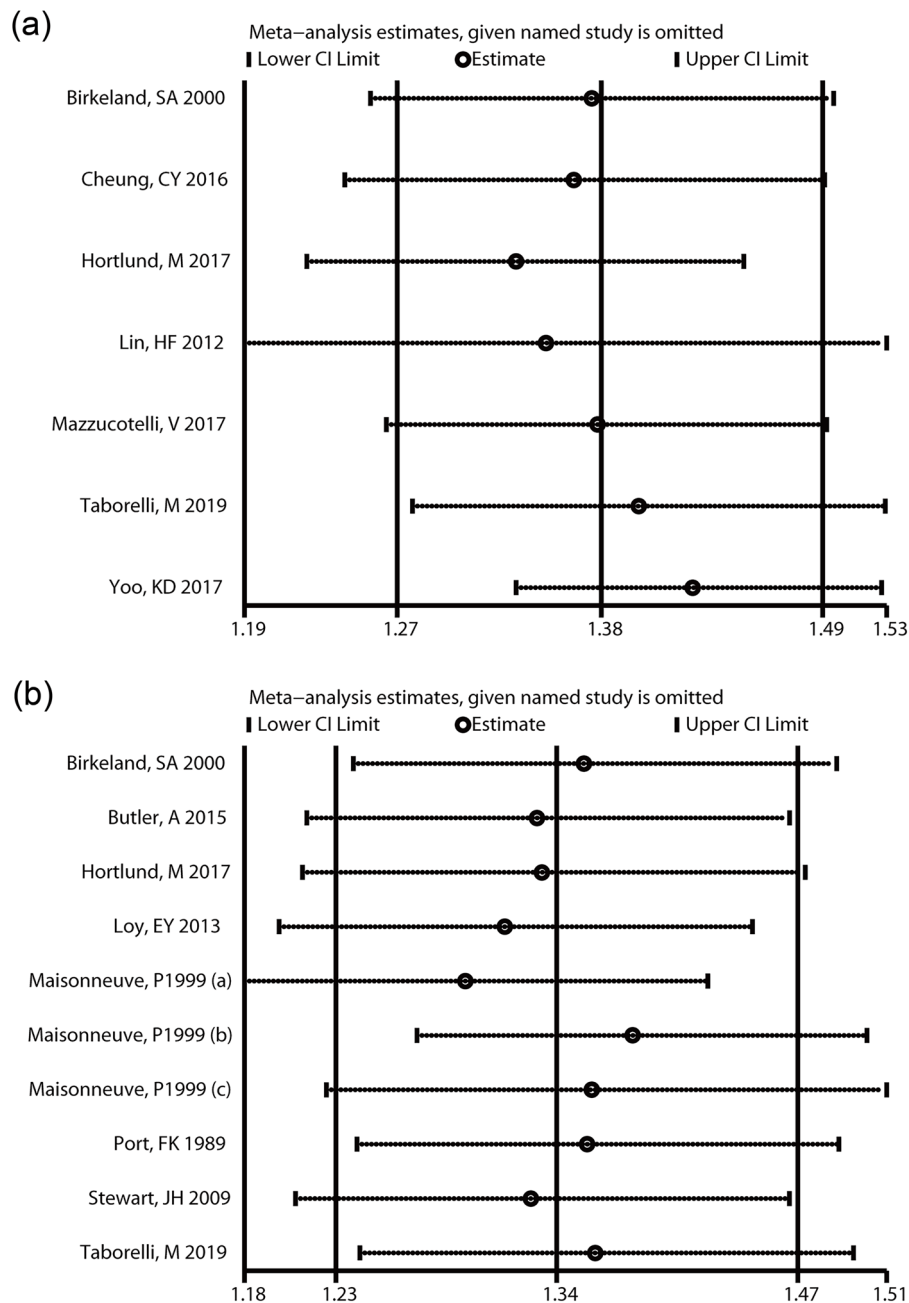 (a)
Meta−analysis estimates, given named study is omitted
Lower CI Limit Estimate Upper CI Limit
Birkeland, SA 2000
Cheung, CY 2016
Hortlund, M 2017
Lin, HF 2012
Mazzucotelli, V 2017
Taborelli, M 2019
Yoo, KD 2017
1.19 1.27 1.38 1.49 1.53
(b)
Meta−analysis estimates, given named study is omitted
Lower CI Limit Estimate Upper CI Limit
Birkeland, SA 2000
Butler, A 2015
Hortlund, M 2017
Loy, EY 2013
Maisonneuve, P1999 (a)
Maisonneuve, P1999 (b)
Maisonneuve, P1999 (c)
Port, FK 1989
Stewart, JH 2009
Taborelli, M 2019
1.18 1.23 1.34 1.47 1.51